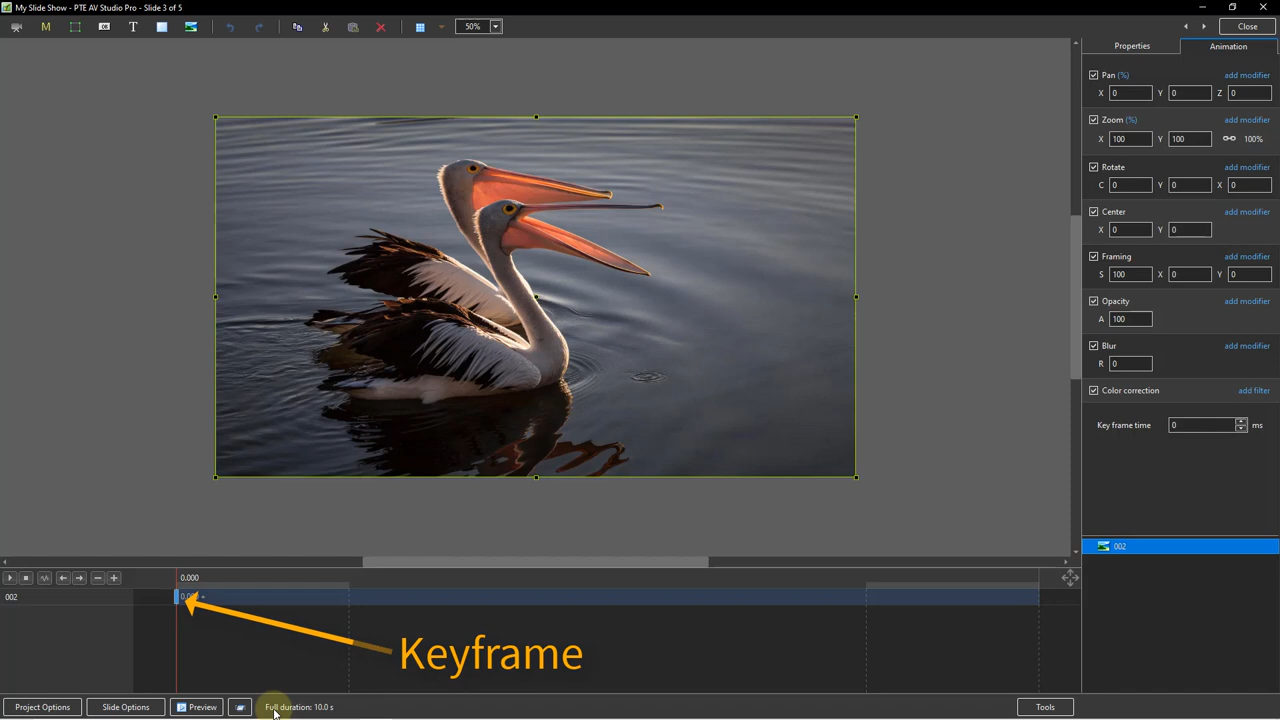 My Slide Show - PTE AV Studio Pro - Slide 3 of 5
M OK T 50% Close
Properties Animation
Pan (%) add modifier
X 0 Y 0 Z 0
Zoom (%) add modifier
X 100 Y 100 100%
Rotate add modifier
C 0 Y 0 X 0
Center add modifier
X 0 Y 0
Framing add modifier
S 100 X 0 Y 0
Opacity add modifier
A 100
Blur add modifier
R 0
Color correction add filter
Key frame time 0 ms
002
0.000
002
Keyframe
Project Options Slide Options Preview Full duration: 10.0 s Tools